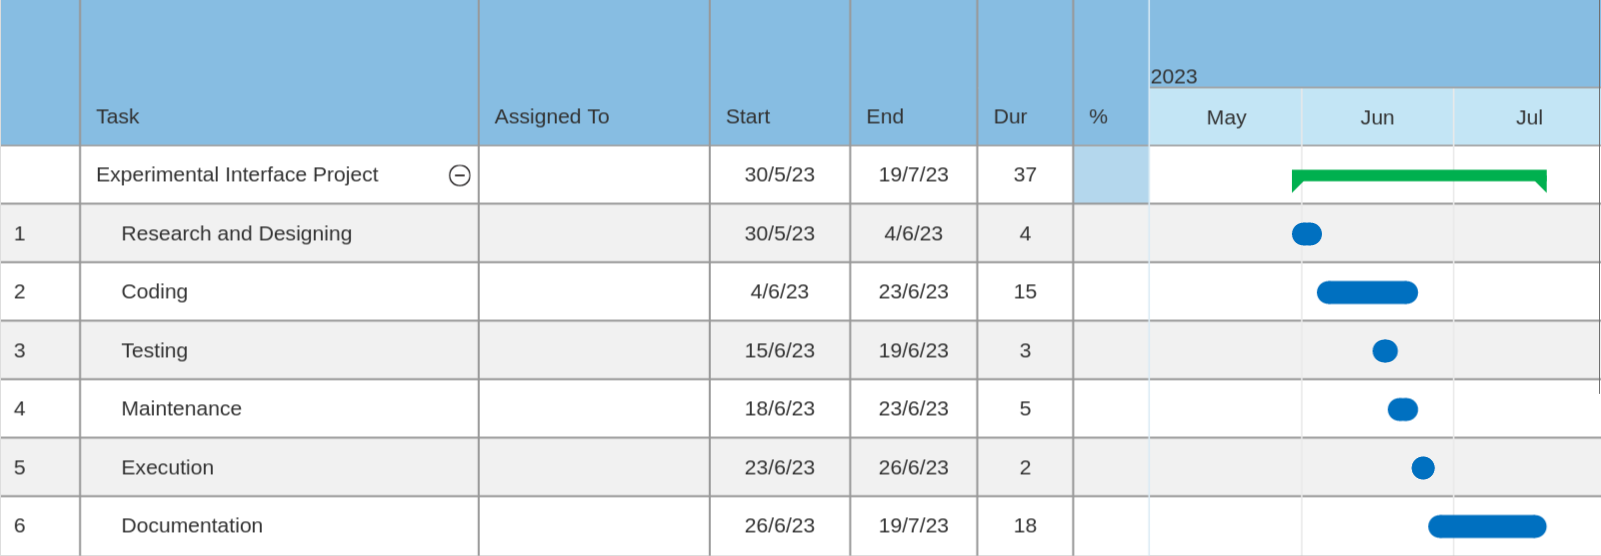 2023
Task Assigned To Start End Dur % May Jun Jul
Experimental Interface Project 30/5/23 19/7/23 37
1 Research and Designing 30/5/23 4/6/23 4
2 Coding 4/6/23 23/6/23 15
3 Testing 15/6/23 19/6/23 3
4 Maintenance 18/6/23 23/6/23 5
5 Execution 23/6/23 26/6/23 2
6 Documentation 26/6/23 19/7/23 18